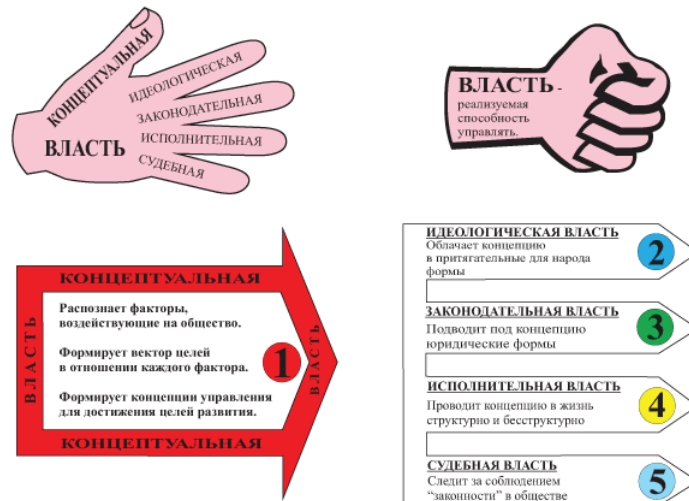 КОНЦЕПТУАЛЬНАЯ
ИДЕОЛОГИЧЕСКАЯ
ЗАКОНОДАТЕЛЬНАЯ
ИСПОЛНИТЕЛЬНАЯ
СУДЕБНАЯ
ВЛАСТЬ
ВЛАСТЬ -
реализуемая
способность
управлять.
КОНЦЕПТУАЛЬНАЯ
ВЛАСТЬ
Распознает факторы,
воздействующие на общество.
Формирует вектор целей
в отношении каждого фактора.
Формирует концепции управления
для достижения целей развития.
1
ВЛАСТЬ
КОНЦЕПТУАЛЬНАЯ
ИДЕОЛОГИЧЕСКАЯ ВЛАСТЬ
Облачает концепцию
в притягательные для народа
формы
2
ЗАКОНОДАТЕЛЬНАЯ ВЛАСТЬ
Подводит под концепцию
юридические формы
3
ИСПОЛНИТЕЛЬНАЯ ВЛАСТЬ
Проводит концепцию в жизнь
структурно и бесструктурно
4
СУДЕБНАЯ ВЛАСТЬ
Следит за соблюдением
"законности" в обществе
5